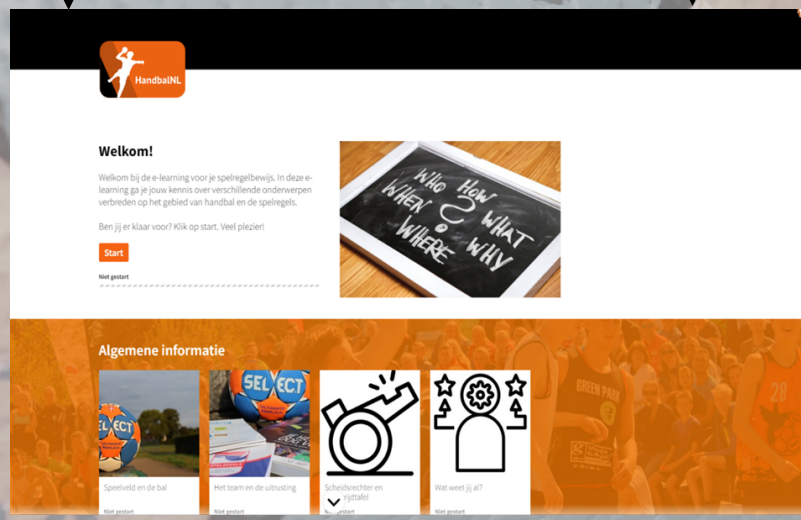 HandbalNL
Welkom!
Welkom bij de e-learning voor je spelregelbewijs. In deze e-
learning ga je jouw kennis over verschillende onderwerpen
verbreden op het gebied van handbal en de spelregels.
Ben jij er klaar voor? Klik op start. Veel plezier!
Start
Niet gestart
WHO HOW
WHEN ? WHAT
WHERE WHY
Algemene informatie
SELECT
SELECT
GREEN PARK
28
Speelveld en de bal
Het team en de uitrusting
Scheidsrechter en
Wat weet jij al?
Niet gestart
Niet gestart
Niet gestart